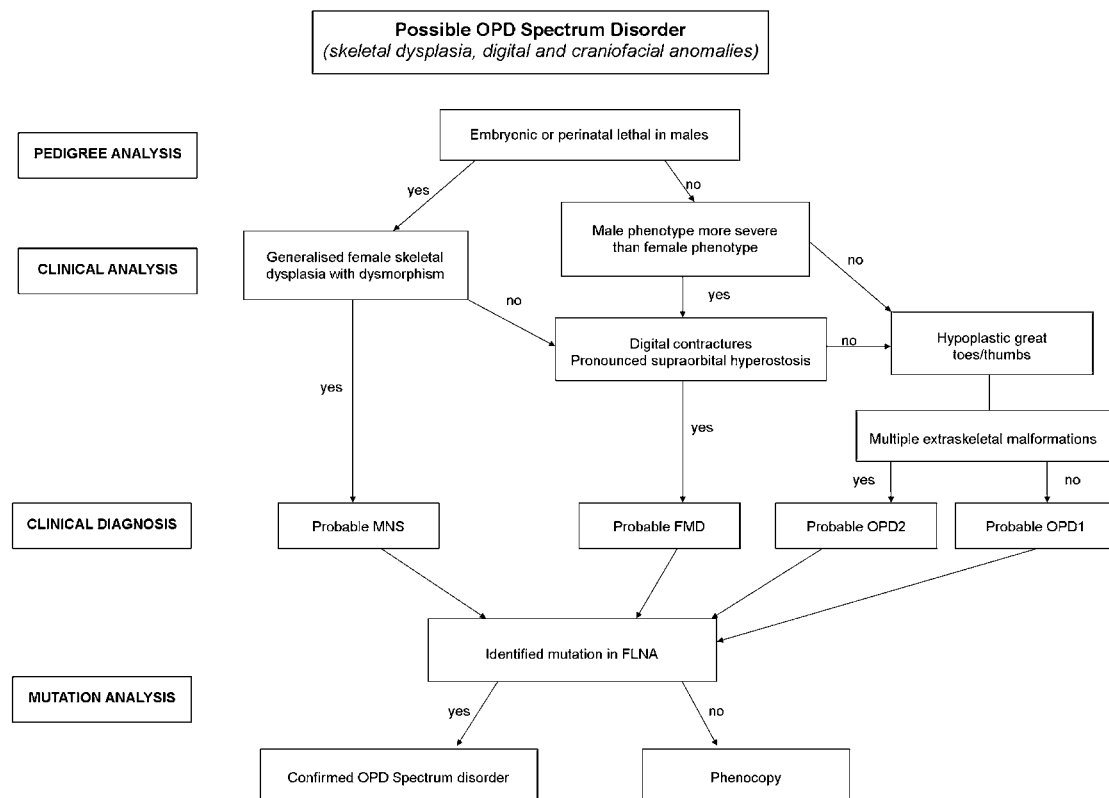 Possible OPD Spectrum Disorder
(skeletal dysplasia, digital and craniofacial anomalies)
PEDIGREE ANALYSIS
Embryonic or perinatal lethal in males
yes
no
CLINICAL ANALYSIS
Generalised female skeletal
dysplasia with dysmorphism
Male phenotype more severe
than female phenotype
no
yes
no
Digital contractures
Pronounced supraorbital hyperostosis
no
Hypoplastic great
toes/thumbs
yes
yes
Multiple extraskeletal malformations
yes
no
CLINICAL DIAGNOSIS
Probable MNS
Probable FMD
Probable OPD2
Probable OPD1
Identified mutation in FLNA
MUTATION ANALYSIS
yes
no
Confirmed OPD Spectrum disorder
Phenocopy